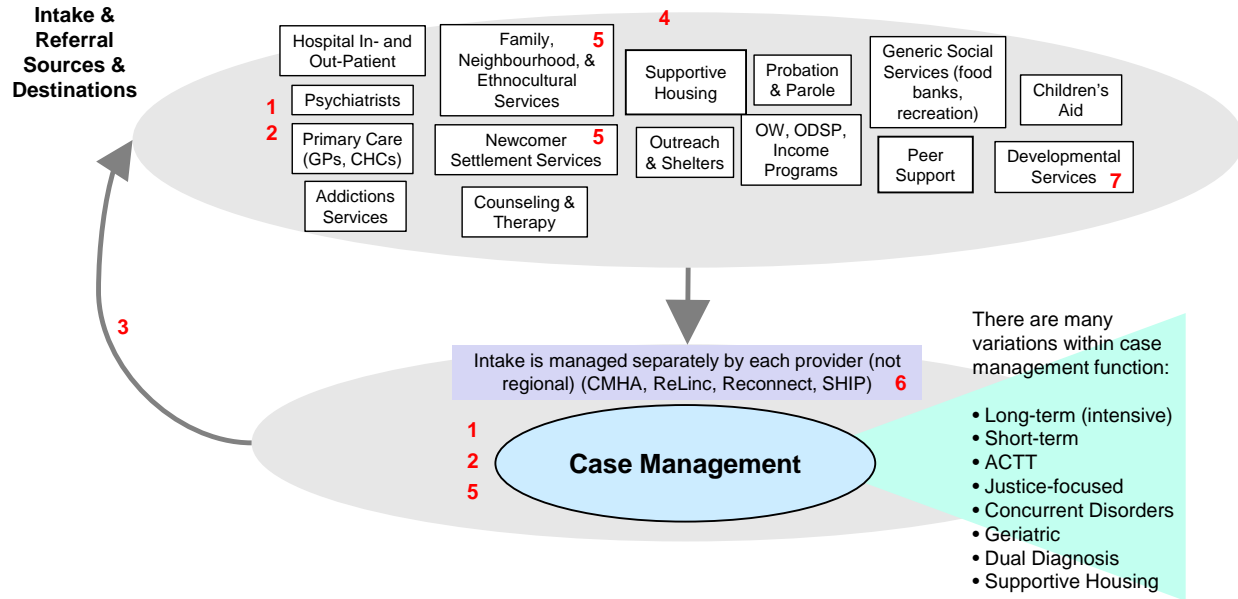 Intake &
Referral
Sources &
Destinations
4
Hospital In- and
Out-Patient
Family, 5
Neighbourhood, &
Ethnocultural
Services
Supportive
Housing
Probation
& Parole
Generic Social
Services (food
banks,
recreation)
Children's
Aid
1
Psychiatrists
2
Primary Care
(GPs, CHCs)
Newcomer 5
Settlement Services
Outreach
& Shelters
OW, ODSP,
Income
Programs
Peer
Support
Developmental
Services 7
Addictions
Services
Counseling &
Therapy
3
Intake is managed separately by each provider (not
regional) (CMHA, ReLinc, Reconnect, SHIP) 6
1
2
5
Case Management
There are many
variations within case
management function:
• Long-term (intensive)
• Short-term
• ACTT
• Justice-focused
• Concurrent Disorders
• Geriatric
• Dual Diagnosis
• Supportive Housing